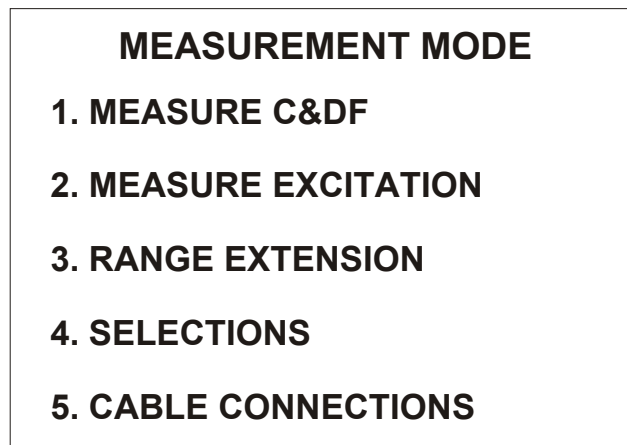 MEASUREMENT MODE
1. MEASURE C&DF
2. MEASURE EXCITATION
3. RANGE EXTENSION
4. SELECTIONS
5. CABLE CONNECTIONS